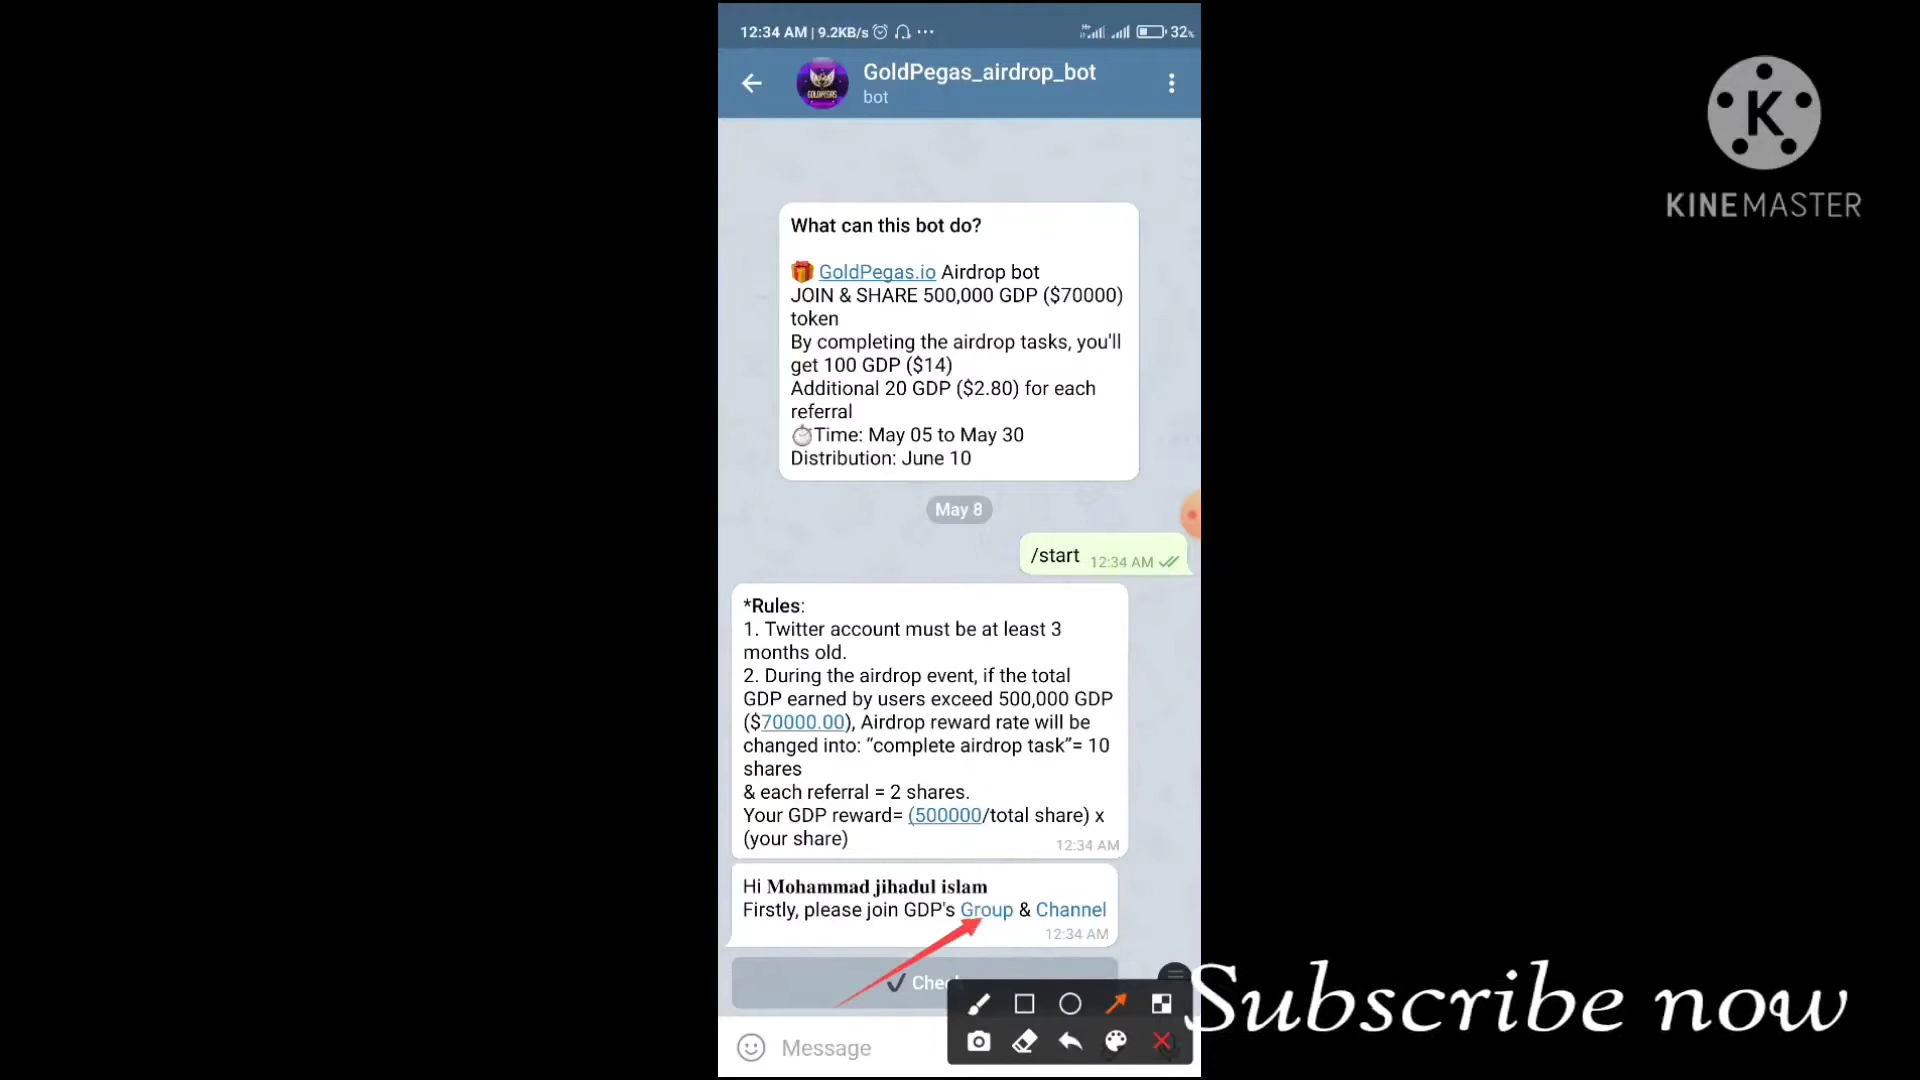 12:34 AM | 9.2KB/s
32%
GoldPegas_airdrop_bot
bot
GOLDPEGAS
K
KINEMASTER
What can this bot do?
🎁 GoldPegas.io Airdrop bot
JOIN & SHARE 500,000 GDP ($70000)
token
By completing the airdrop tasks, you'll
get 100 GDP ($14)
Additional 20 GDP ($2.80) for each
referral
⏱Time: May 05 to May 30
Distribution: June 10
May 8
/start 12:34 AM
*Rules:
1. Twitter account must be at least 3
months old.
2. During the airdrop event, if the total
GDP earned by users exceed 500,000 GDP
($70000.00), Airdrop reward rate will be
changed into: “complete airdrop task”= 10
shares
& each referral = 2 shares.
Your GDP reward= (500000/total share) x
(your share)
12:34 AM
Hi Mohammad jihadul islam
Firstly, please join GDP's Group & Channel
12:34 AM
Message
Subscribe now